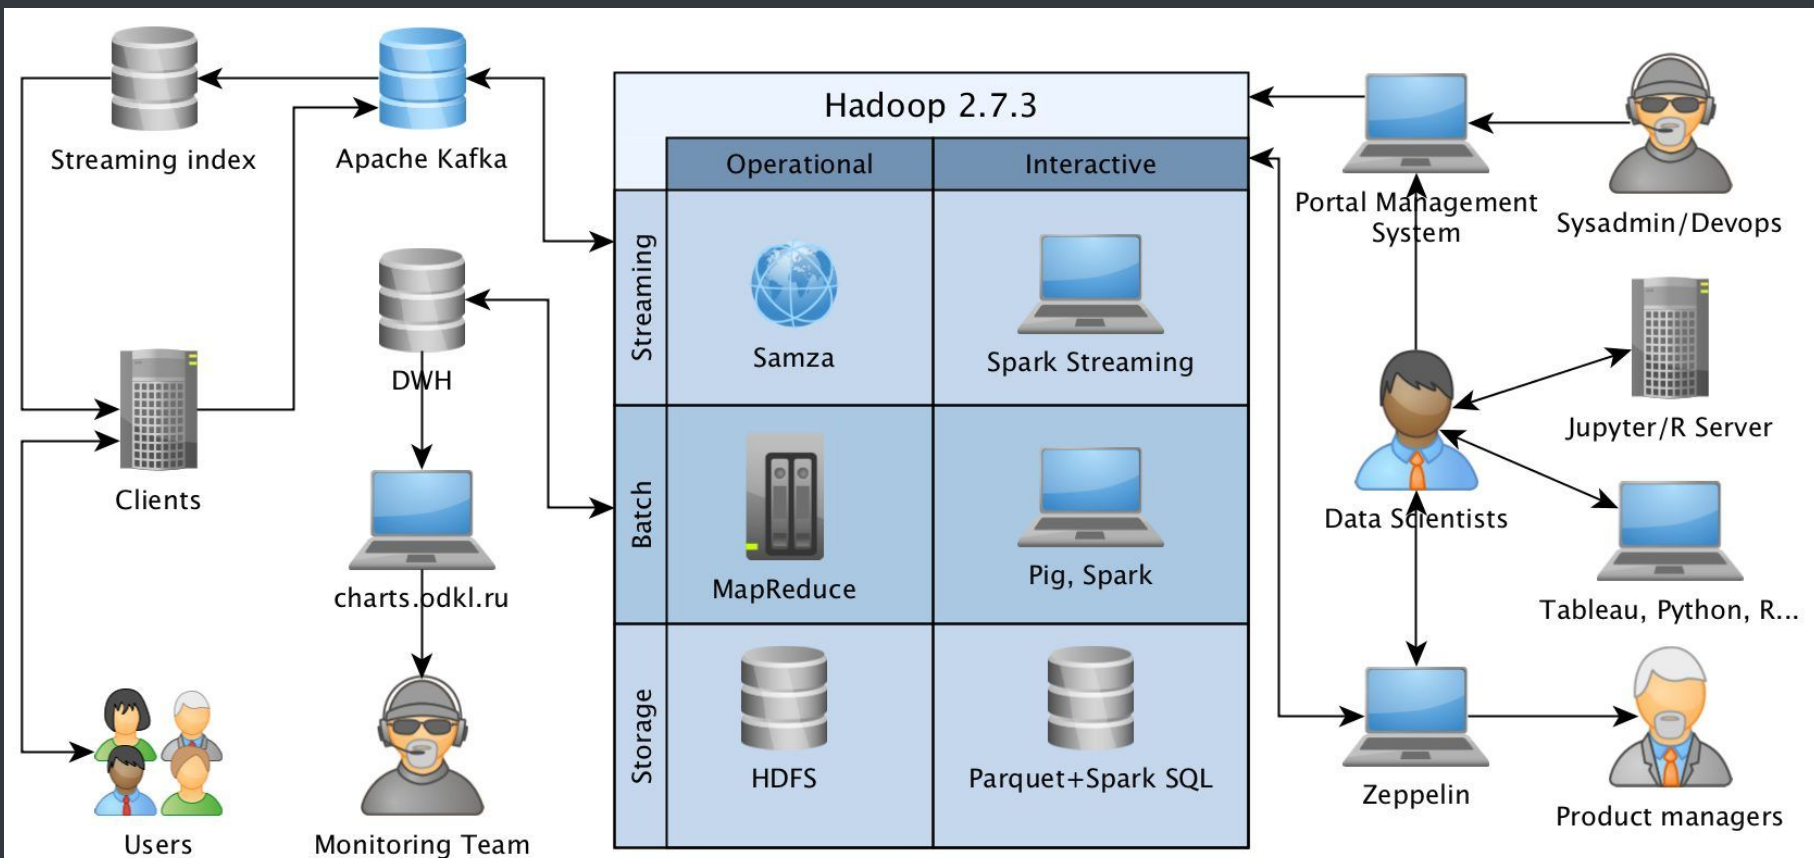 Streaming index
Apache Kafka
DWH
Clients
charts.odkl.ru
Users
Monitoring Team
Hadoop 2.7.3
Operational
Interactive
Streaming
Samza
Spark Streaming
Batch
MapReduce
Pig, Spark
Storage
HDFS
Parquet+Spark SQL
Portal Management
System
Sysadmin/Devops
Jupyter/R Server
Data Scientists
Tableau, Python, R...
Zeppelin
Product managers